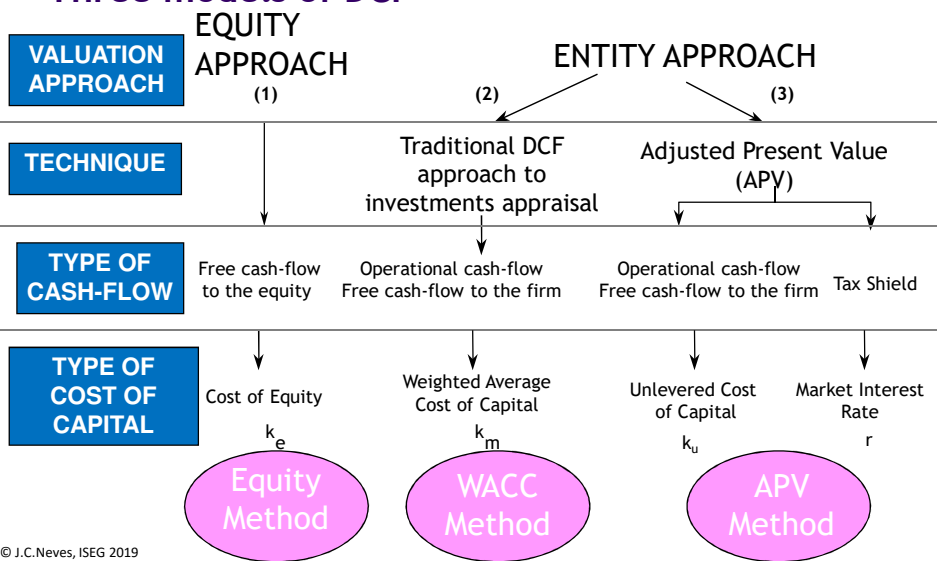 Three models of DCF
VALUATION
APPROACH
EQUITY
APPROACH
(1)
ENTITY APPROACH
(2)
(3)
TECHNIQUE
Traditional DCF
approach to
investments appraisal
Adjusted Present Value
(APV)
TYPE OF
CASH-FLOW
Free cash-flow
to the equity
Operational cash-flow
Free cash-flow to the firm
Operational cash-flow
Free cash-flow to the firm
Tax Shield
TYPE OF
COST OF
CAPITAL
Cost of Equity
ke
Weighted Average
Cost of Capital
km
Unlevered Cost
of Capital
ku
Market Interest
Rate
r
Equity
Method
WACC
Method
APV
Method
© J.C.Neves, ISEG 2019